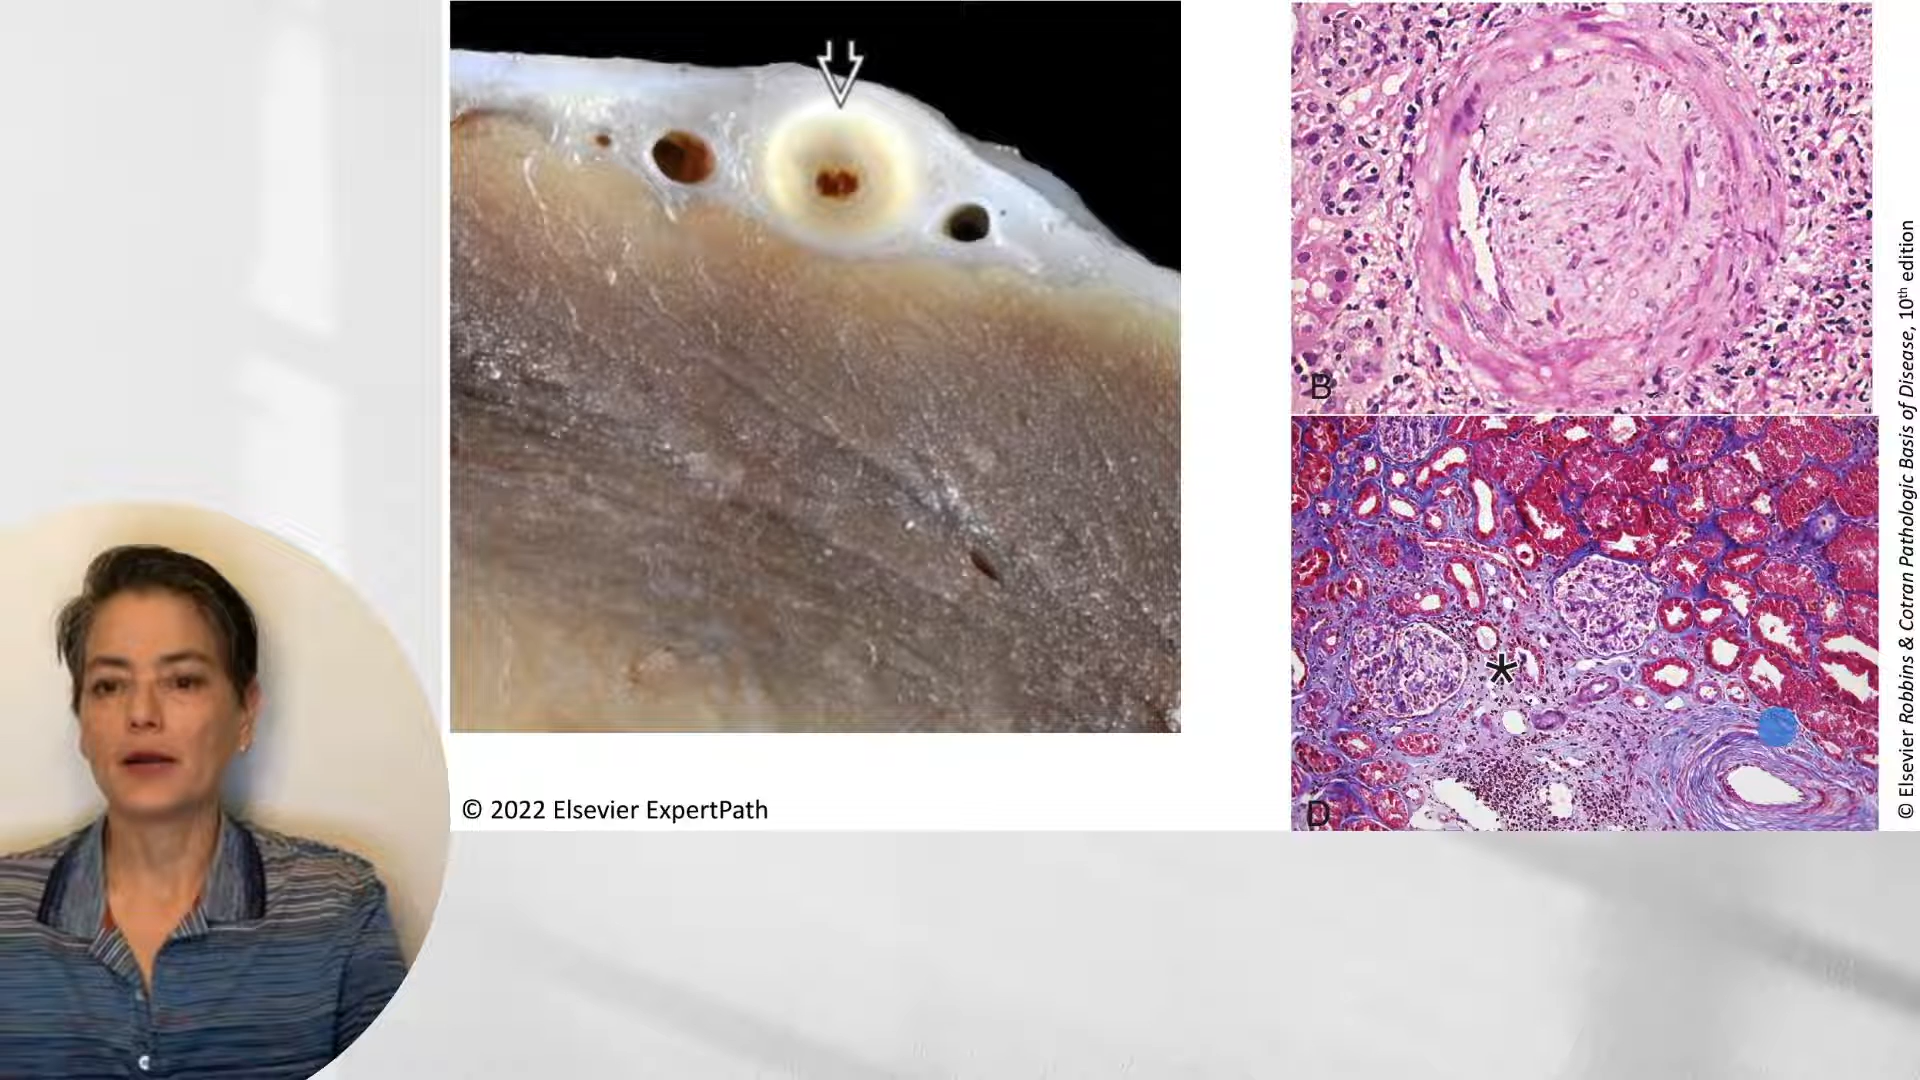 B
D
*
© 2022 Elsevier ExpertPath
© Elsevier Robbins & Cotran Pathologic Basis of Disease, 10th edition